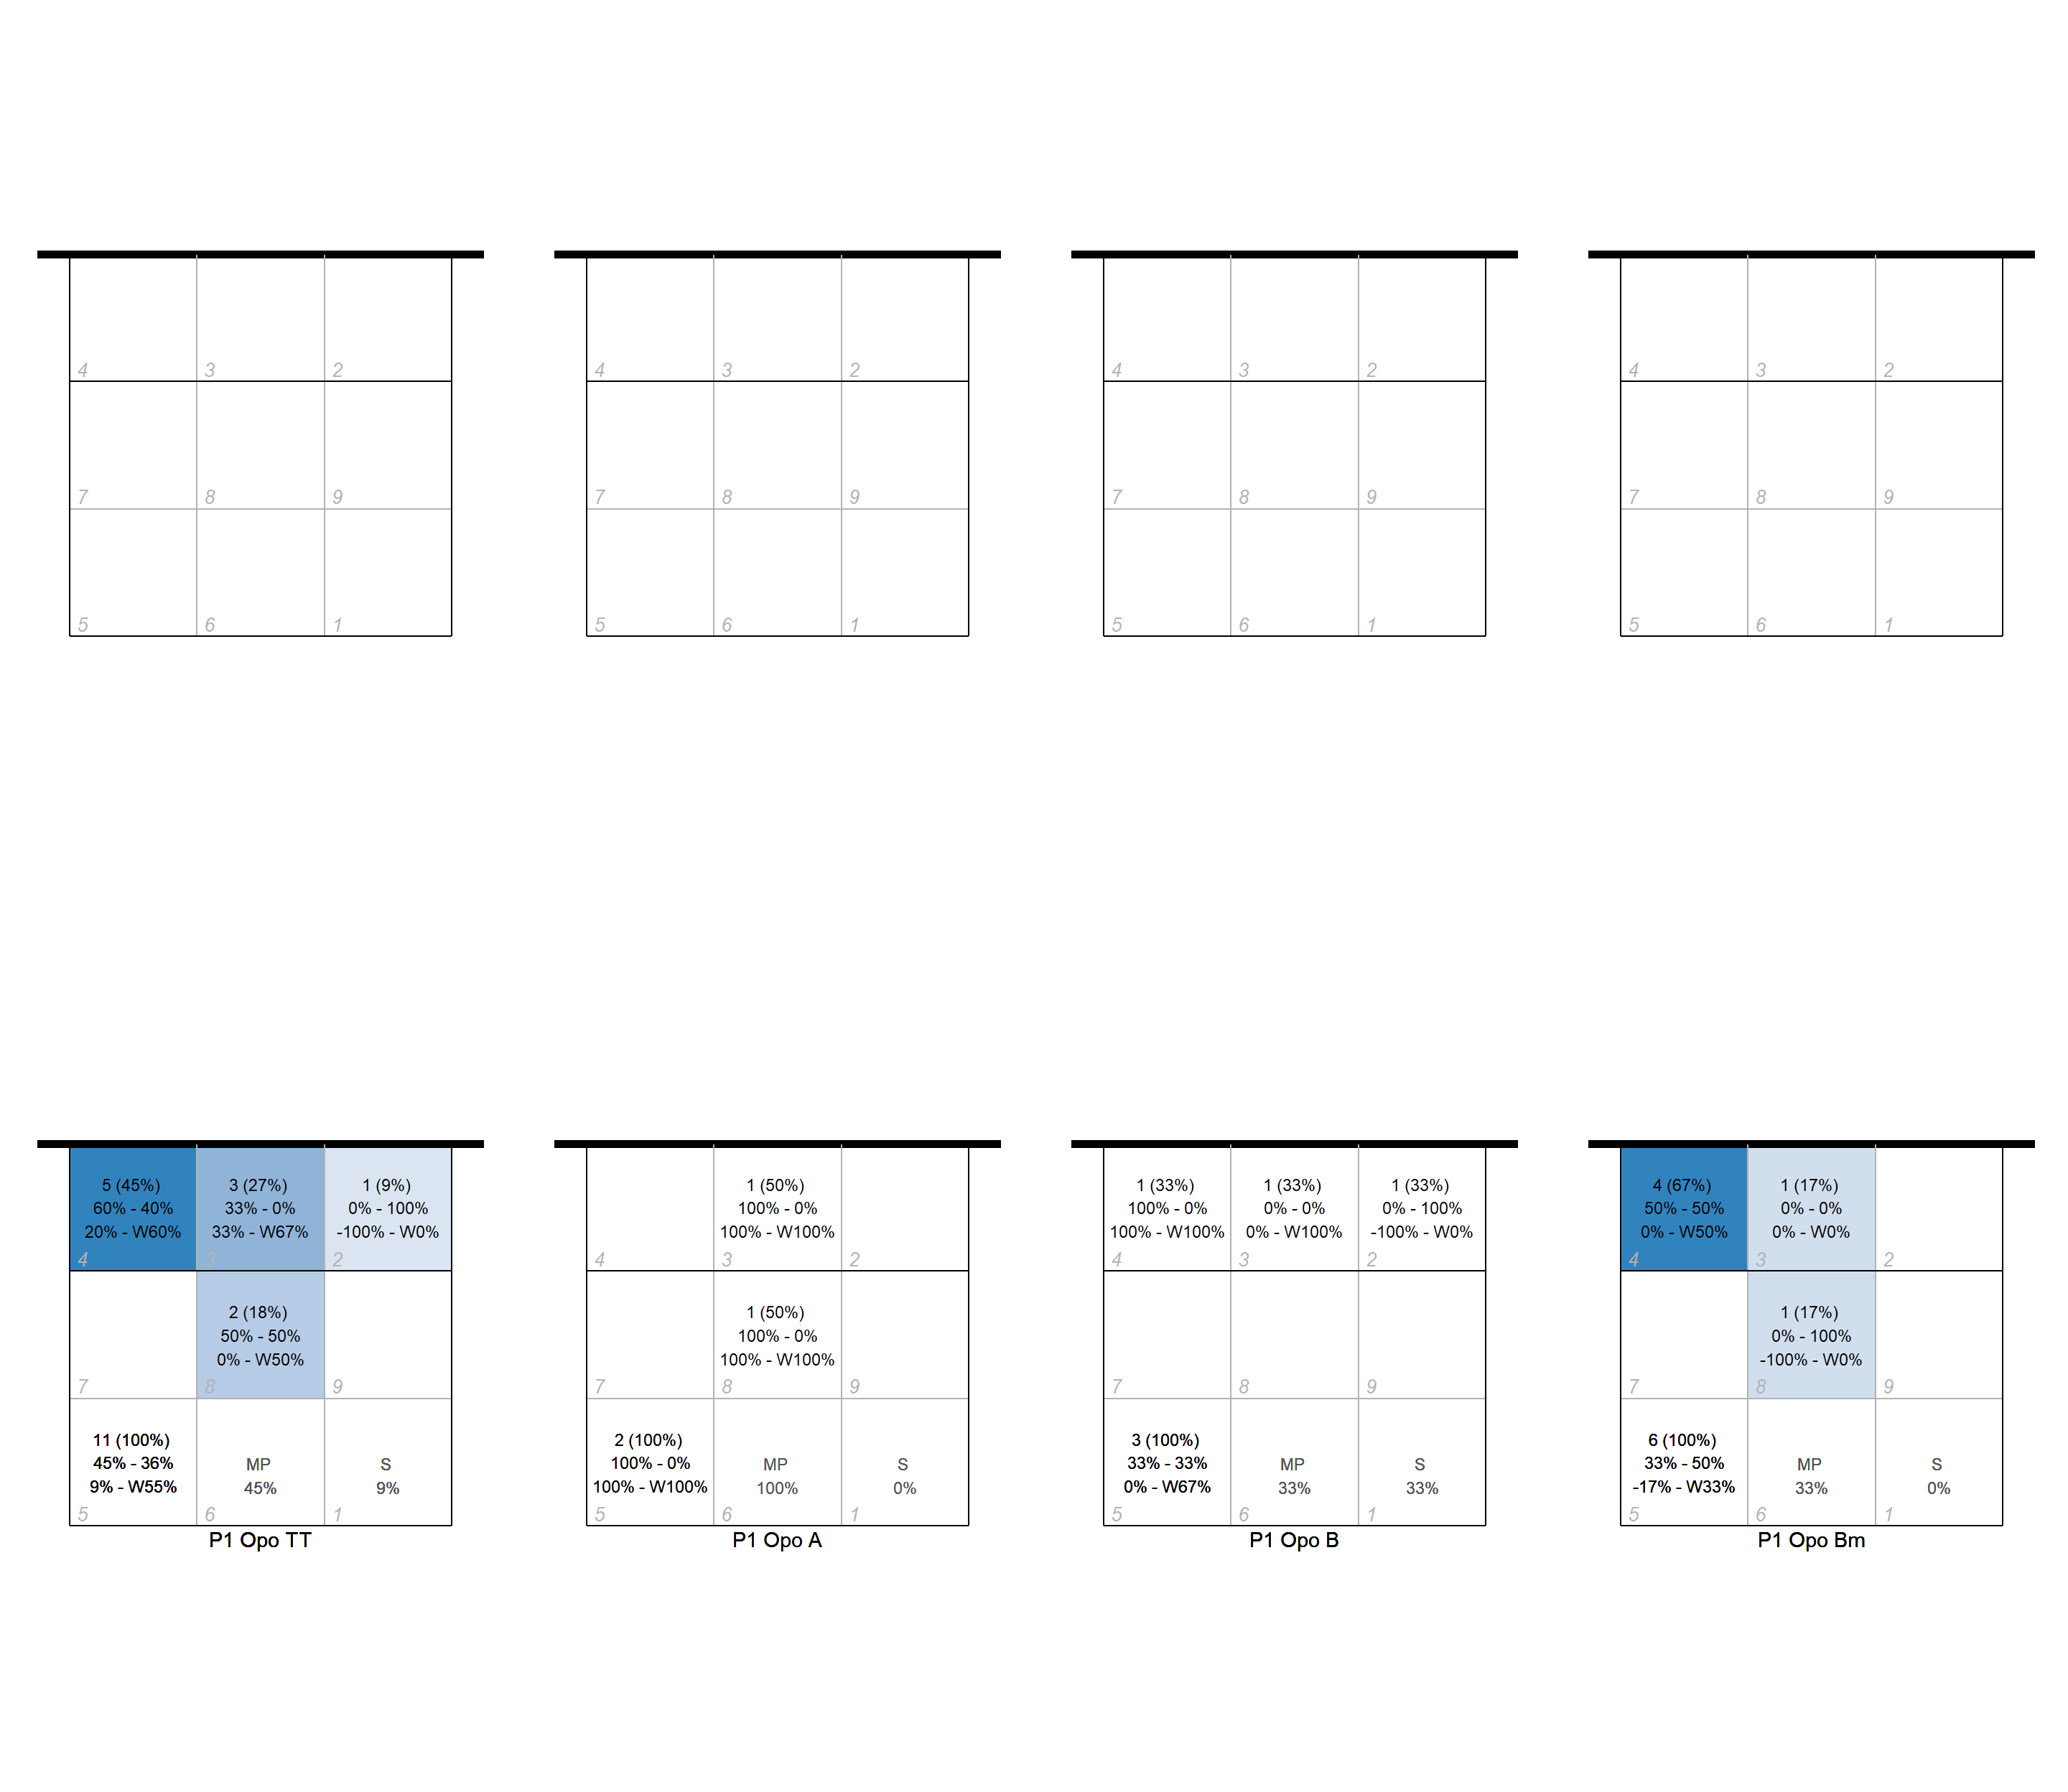 4 3 2
7 8 9
5 6 1
4 3 2
7 8 9
5 6 1
4 3 2
7 8 9
5 6 1
4 3 2
7 8 9
5 6 1
5 (45%) 3 (27%) 1 (9%)
60% - 40% 33% - 0% 0% - 100%
20% - W60% 33% - W67% -100% - W0%
4 3 2
2 (18%)
50% - 50%
0% - W50%
7 8 9
11 (100%)
45% - 36% MP S
9% - W55% 45% 9%
5 6 1
P1 Opo TT
1 (50%)
100% - 0%
100% - W100%
4 3 2
1 (50%)
100% - 0%
100% - W100%
7 8 9
2 (100%)
100% - 0% MP S
100% - W100% 100% 0%
5 6 1
P1 Opo A
1 (33%) 1 (33%) 1 (33%)
100% - 0% 0% - 0% 0% - 100%
100% - W100% 0% - W100% -100% - W0%
4 3 2
7 8 9
3 (100%)
33% - 33% MP S
0% - W67% 33% 33%
5 6 1
P1 Opo B
4 (67%) 1 (17%)
50% - 50% 0% - 0%
0% - W50% 0% - W0%
4 3 2
1 (17%)
0% - 100%
-100% - W0%
7 8 9
6 (100%)
33% - 50% MP S
-17% - W33% 33% 0%
5 6 1
P1 Opo Bm